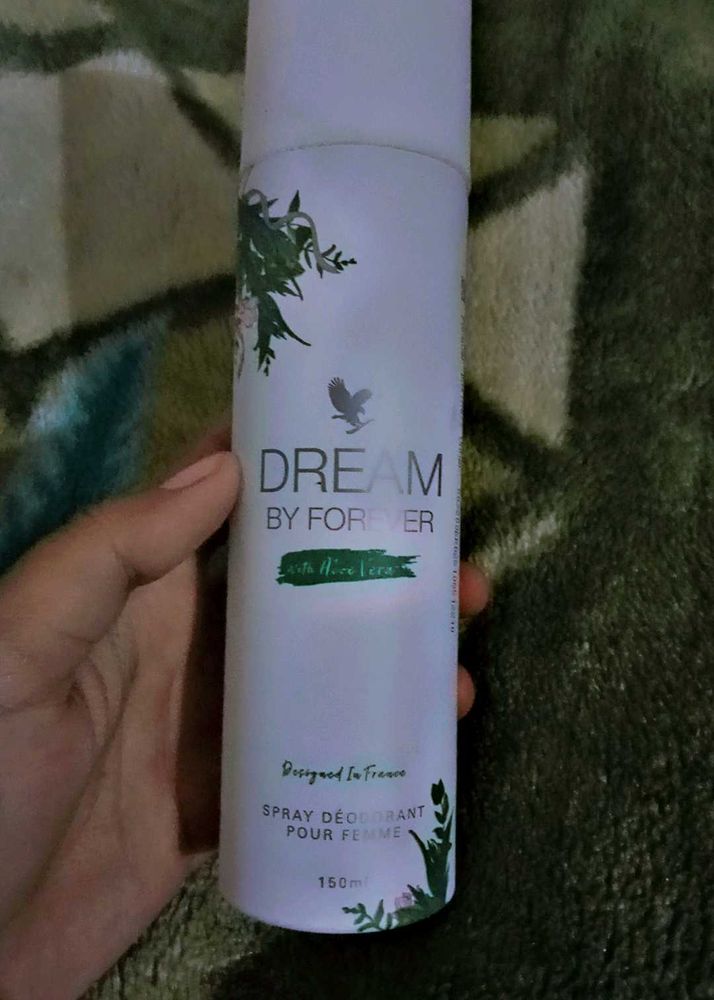 DREAM
BY FOREVER
with Aloe Vera
Designed In France
SPRAY DÉODORANT
POUR FEMME
150ml